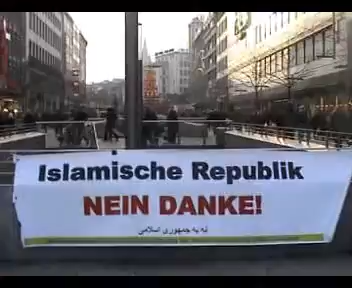 Islamische Republik
NEIN DANKE!
نه به جمهوری اسلامی